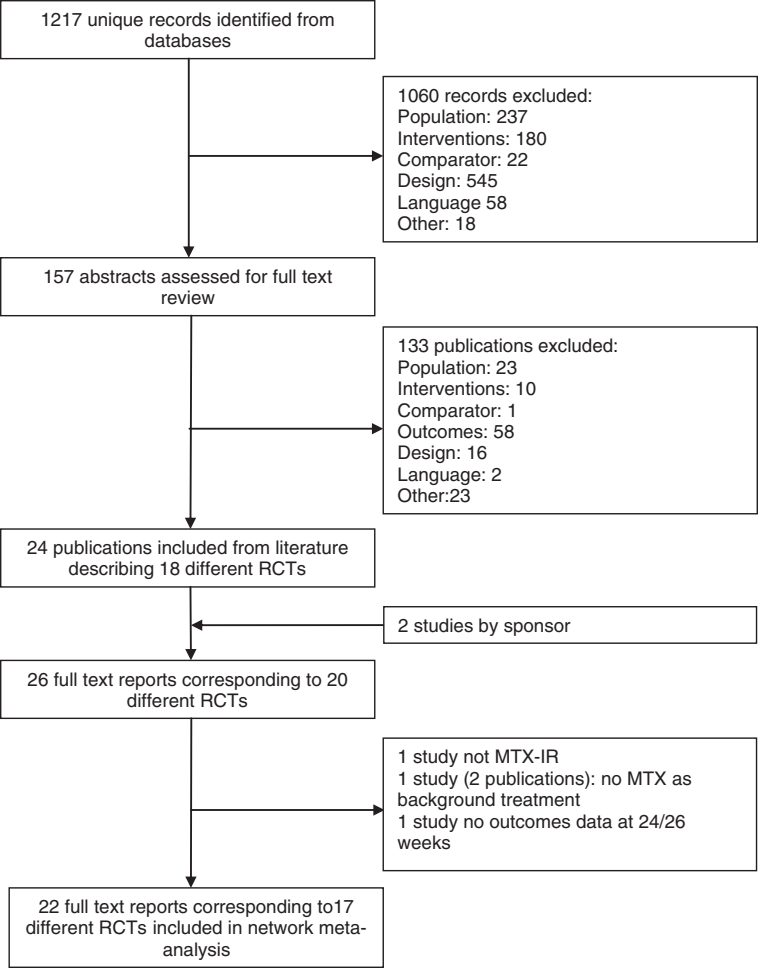 1217 unique records identified from
databases
1060 records excluded:
Population: 237
Interventions: 180
Comparator: 22
Design: 545
Language 58
Other: 18
157 abstracts assessed for full text
review
133 publications excluded:
Population: 23
Interventions: 10
Comparator: 1
Outcomes: 58
Design: 16
Language: 2
Other:23
24 publications included from literature
describing 18 different RCTs
2 studies by sponsor
26 full text reports corresponding to 20
different RCTs
1 study not MTX-IR
1 study (2 publications): no MTX as
background treatment
1 study no outcomes data at 24/26
weeks
22 full text reports corresponding to17
different RCTs included in network meta-
analysis